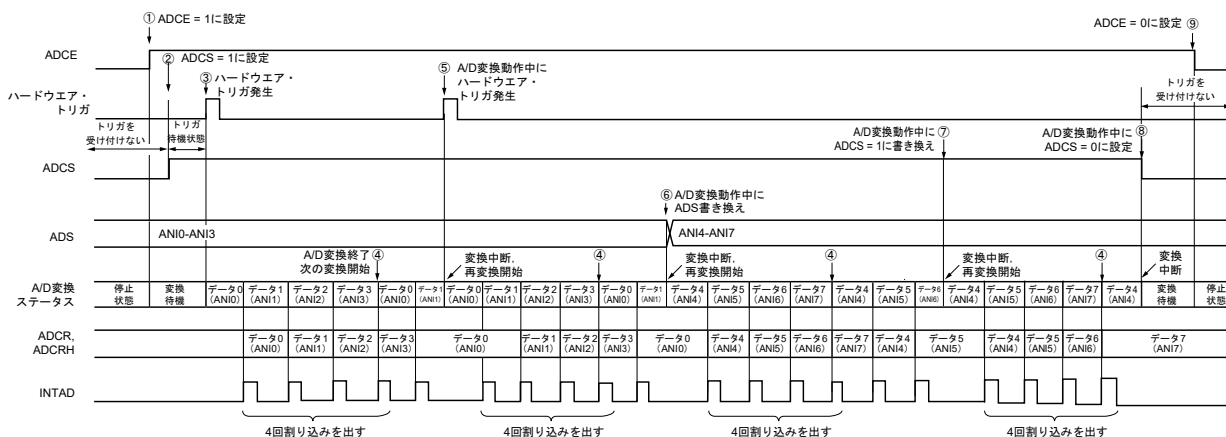 ① ADCE = 1に設定
ADCE = 0に設定 ⑨
ADCE
② ADCS = 1に設定
③ ハードウエア・
トリガ発生
⑤ A/D変換動作中に
ハードウエア・
トリガ発生
ハードウエア・
トリガ
トリガを
受け付けない
トリガ
待機状態
トリガを
受け付けない
A/D変換動作中に ⑦
ADCS = 1に書き換え
A/D変換動作中に ⑧
ADCS = 0に設定
ADCS
⑥ A/D変換動作中に
ADS書き換え
ADS
ANI0-ANI3
ANI4-ANI7
A/D変換終了 ④
次の変換開始
変換中断,
再変換開始
④
変換中断,
再変換開始
④
変換中断,
再変換開始
④
変換
中断
A/D変換
ステータス
停止 変換 データ0 データ1 データ2 データ3 データ0 データ1 データ0 データ1 データ2 データ3 データ0 データ1 データ4 データ5 データ6 データ7 データ4 データ5 データ6 データ4 データ5 データ6 データ7 データ4 変換 停止
状態 待機 (ANI0) (ANI1) (ANI2) (ANI3) (ANI0) (ANI1) (ANI0) (ANI1) (ANI2) (ANI3) (ANI0) (ANI1) (ANI4) (ANI5) (ANI6) (ANI7) (ANI4) (ANI5) (ANI6) (ANI4) (ANI5) (ANI6) (ANI7) (ANI4) 待機 状態
ADCR,
ADCRH
データ0 データ1 データ2 データ3 データ0 データ1 データ2 データ3 データ0 データ4 データ5 データ6 データ7 データ4 データ5 データ4 データ5 データ6 データ7
(ANI0) (ANI1) (ANI2) (ANI3) (ANI0) (ANI1) (ANI2) (ANI3) (ANI0) (ANI4) (ANI5) (ANI6) (ANI7) (ANI4) (ANI5) (ANI4) (ANI5) (ANI6) (ANI7)
INTAD
4回割り込みを出す
4回割り込みを出す
4回割り込みを出す
4回割り込みを出す